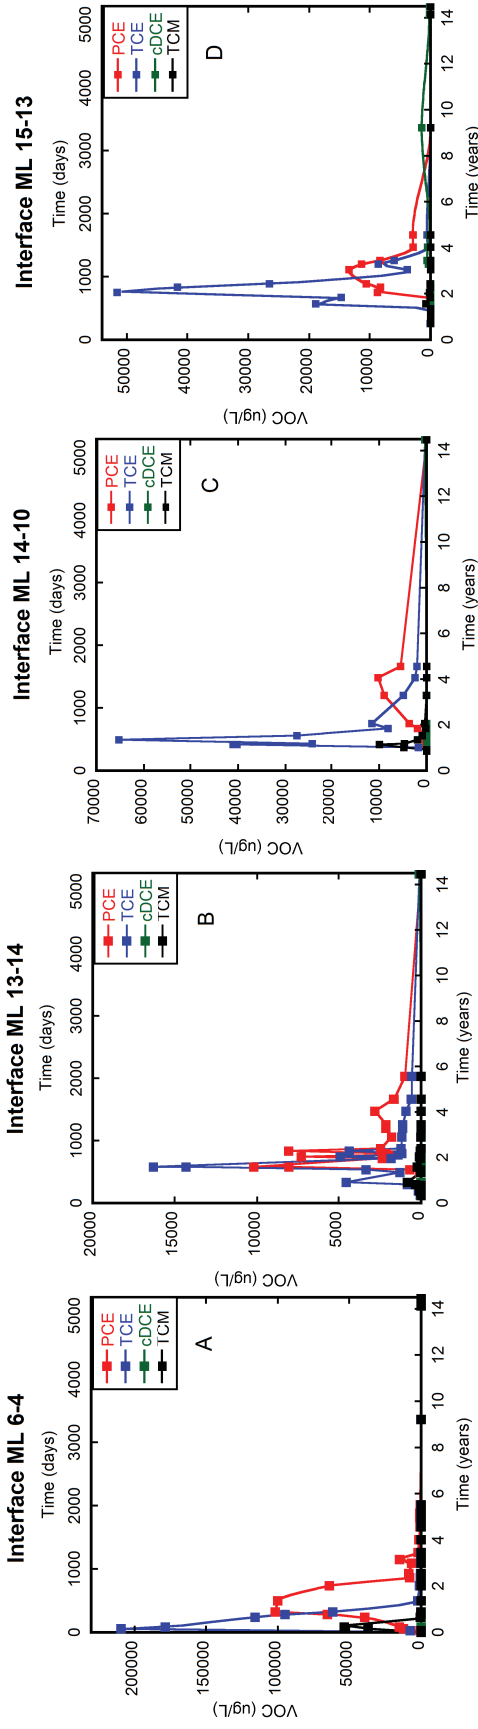 Interface ML 6-4
Time (days)
0 1000 2000 3000 4000 5000
VOC (ug/L)
200000
150000
100000
50000
0
PCE
TCE
cDCE
TCM
A
0 2 4 6 8 10 12 14
Time (years)
Interface ML 13-14
Time (days)
0 1000 2000 3000 4000 5000
VOC (ug/L)
20000
15000
10000
5000
0
PCE
TCE
cDCE
TCM
B
0 2 4 6 8 10 12 14
Time (years)
Interface ML 14-10
Time (days)
0 1000 2000 3000 4000 5000
VOC (ug/L)
70000
60000
50000
40000
30000
20000
10000
0
PCE
TCE
cDCE
TCM
C
0 2 4 6 8 10 12 14
Time (years)
Interface ML 15-13
Time (days)
0 1000 2000 3000 4000 5000
VOC (ug/L)
50000
40000
30000
20000
10000
0
PCE
TCE
cDCE
TCM
D
0 2 4 6 8 10 12 14
Time (years)